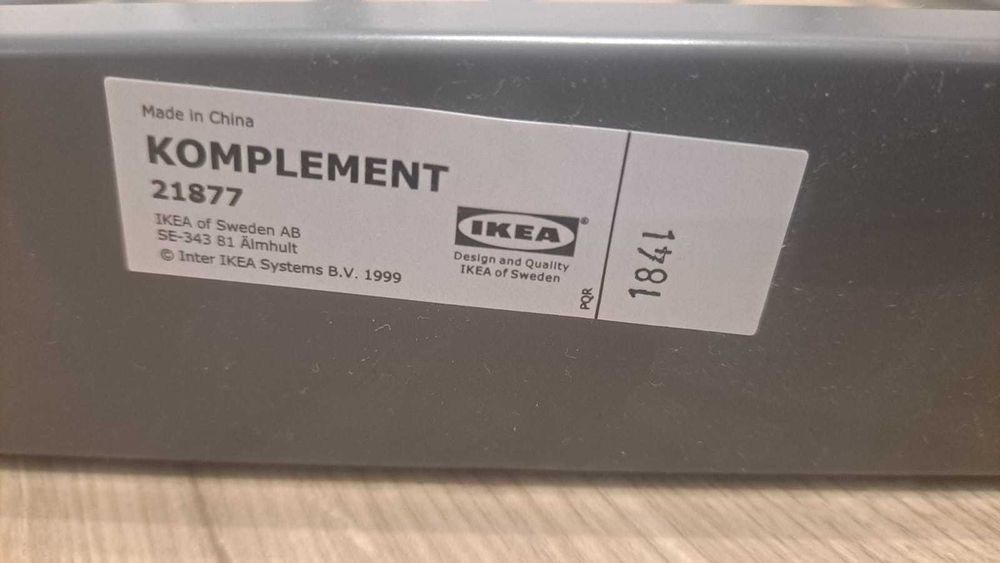 Made in China
KOMPLEMENT
21877
IKEA of Sweden AB
SE-343 81 Älmhult
© Inter IKEA Systems B.V. 1999
IKEA®
Design and Quality
IKEA of Sweden
PQR
1841